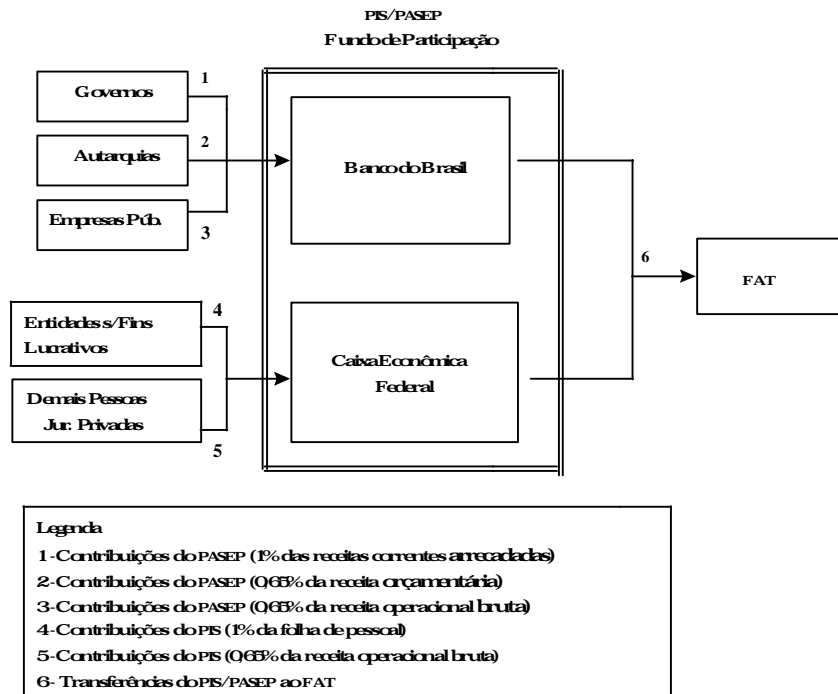 PIS/PASEP
Fundo de Participação
1
Governos
2
Autarquias
Banco do Brasil
Empresas Púb.
3
6
FAT
4
Entidades s/Fins
Lucrativos
Caixa Econômica
Federal
Demais Pessoas
Jur. Privadas
5
Legenda
1-Contribuições do PASEP (1% das receitas correntes arrecadadas)
2-Contribuições do PASEP (0,65% da receita orçamentária)
3-Contribuições do PASEP (0,65% da receita operacional bruta)
4-Contribuições do PIS (1% da folha de pessoal)
5-Contribuições do PIS (0,65% da receita operacional bruta)
6- Transferências do PIS/PASEP ao FAT